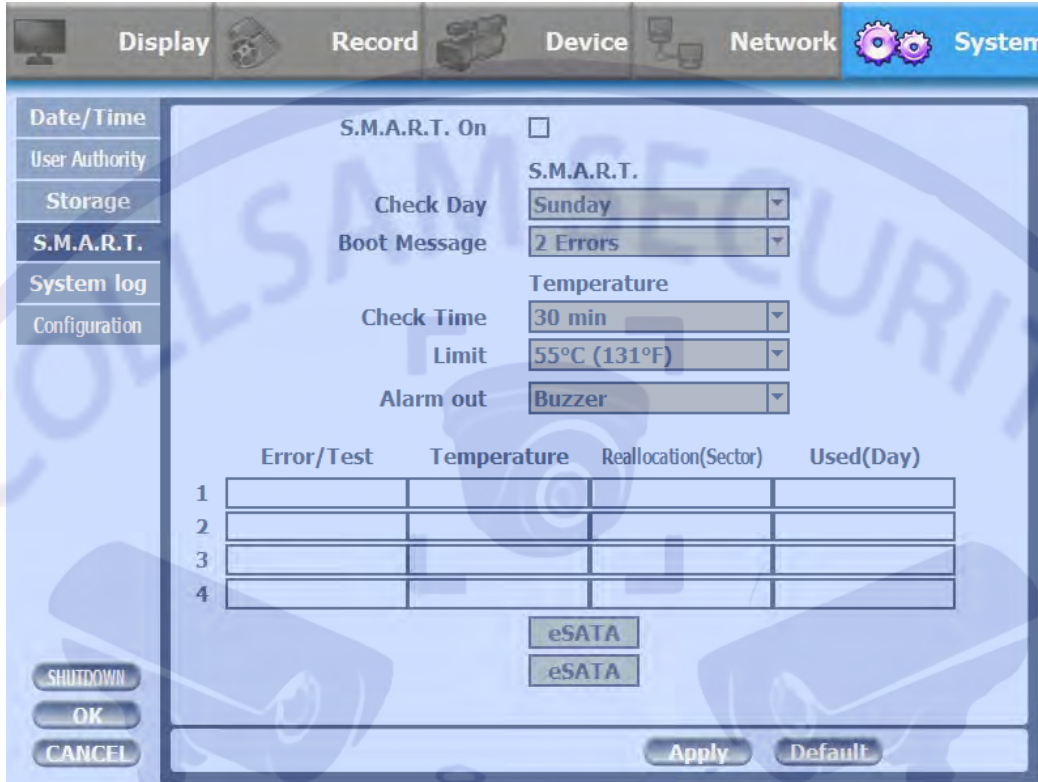 Display Record Device Network System
Date/Time
User Authority
Storage
S.M.A.R.T.
System log
Configuration
SHUTDOWN
OK
CANCEL
S.M.A.R.T. On
S.M.A.R.T.
Check Day Sunday
Boot Message 2 Errors
Temperature
Check Time 30 min
Limit 55°C (131°F)
Alarm out Buzzer
Error/Test Temperature Reallocation(Sector) Used(Day)
1
2
3
4
eSATA
eSATA
Apply Default
COLLSAM SECURIT